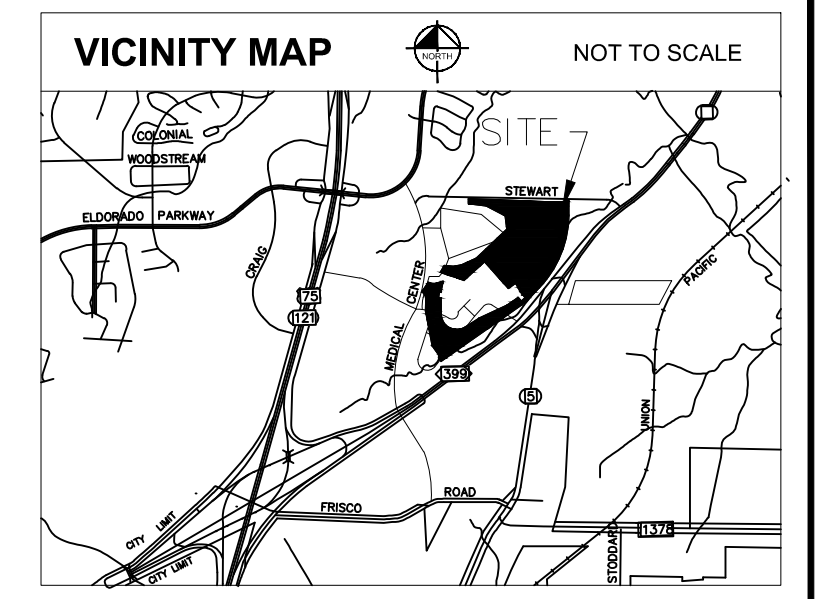 VICINITY MAP
NORTH
NOT TO SCALE
COLONIAL
WOODSTREAM
SITE
STEWART
ELDORADO PARKWAY
CRAIG
PACIFIC
75
121
MEDICAL CENTER
399
5
UNION
FRISCO ROAD
CITY LIMIT
CITY LIMIT
STODDARD
1378